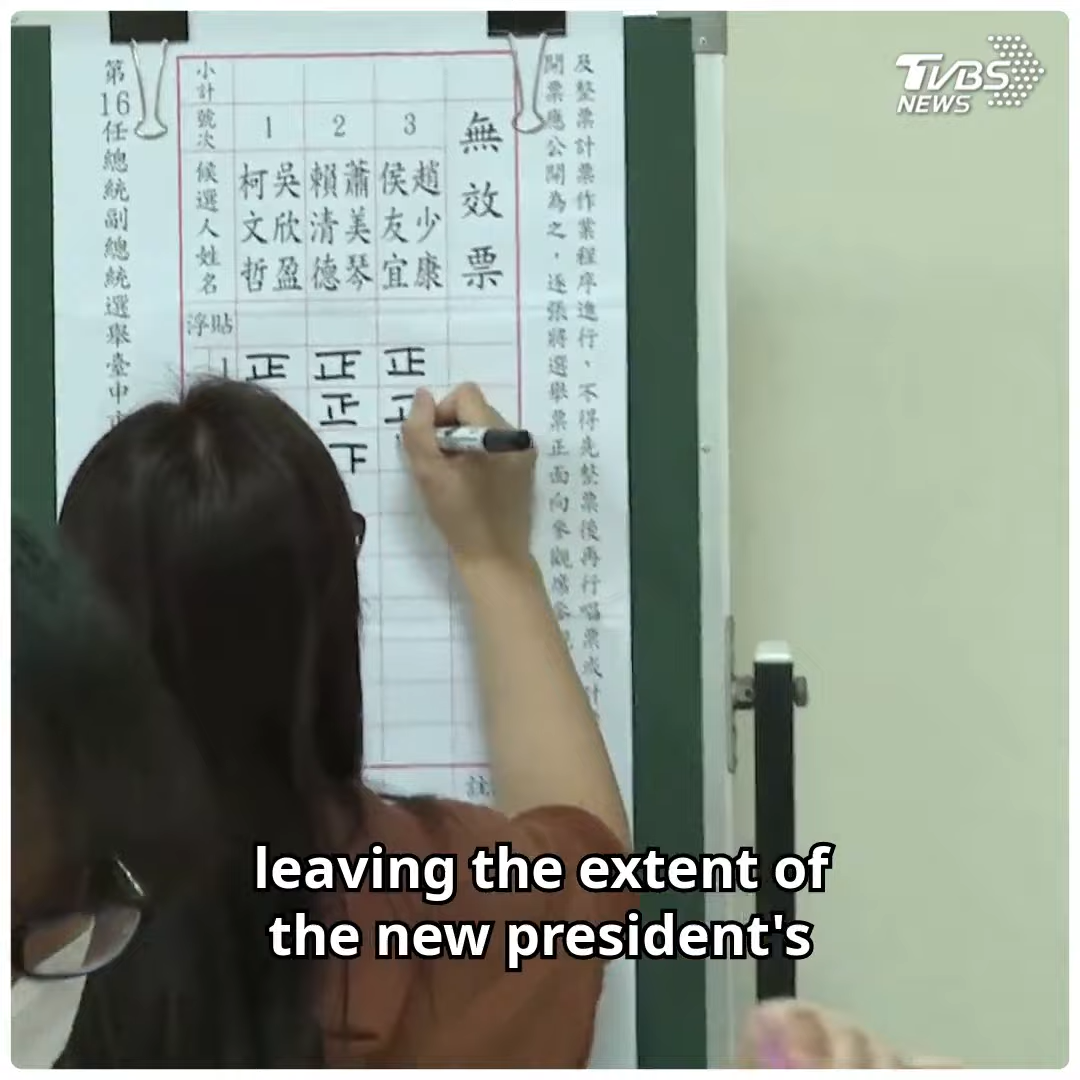 TVBS
NEWS
第16任總統副總統選舉臺中市
小計
號次
1
2
3
無效票
候選人姓名
柯文哲
吳欣盈
賴清德
蕭美琴
侯友宜
趙少康
浮貼
1
正
正
正
正
開票應公開為之，逐張將選舉票正面向參觀席
及整票計票作業程序進行、不得先整票後再行唱票或計
註
leaving the extent of
the new president's